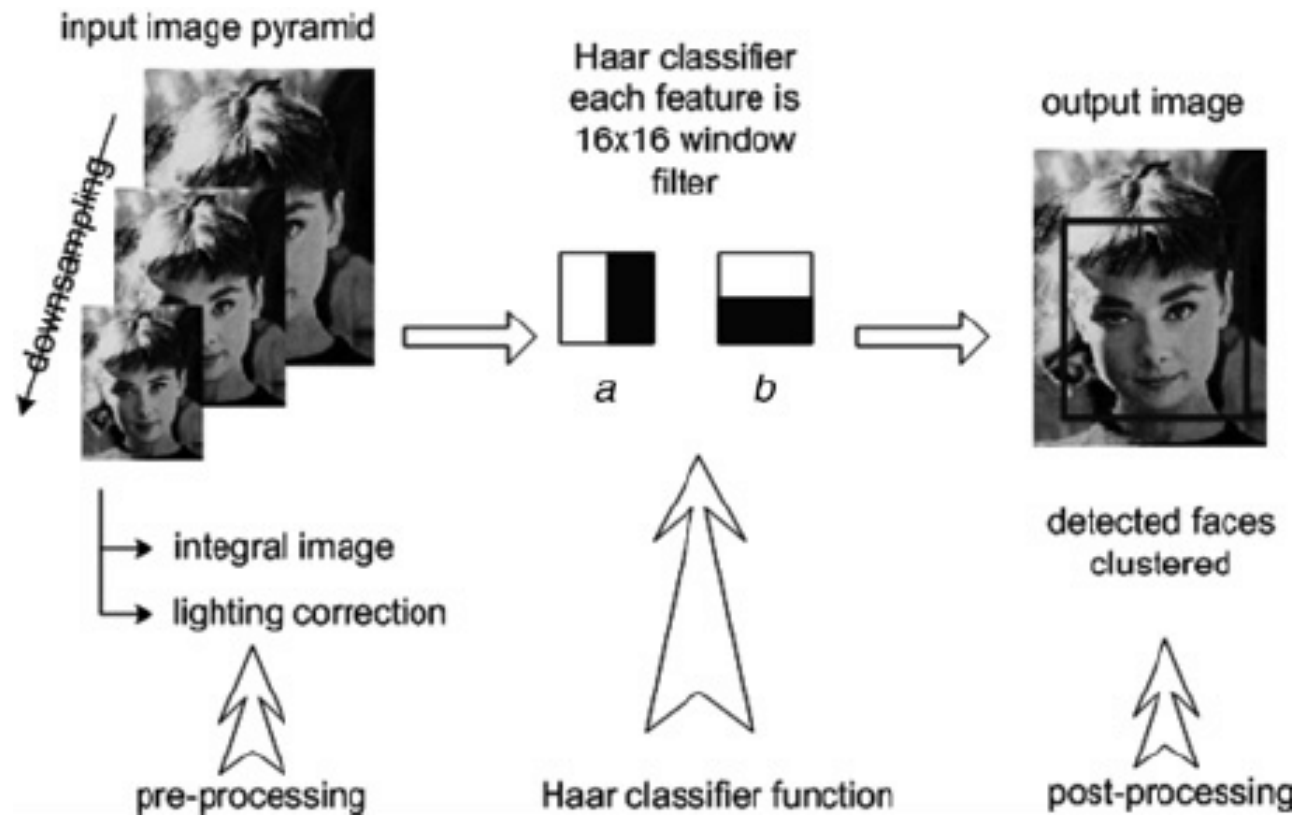 input image pyramid
downsampling
integral image
lighting correction
pre-processing
Haar classifier
each feature is
16x16 window
filter
a
b
Haar classifier function
output image
detected faces
clustered
post-processing